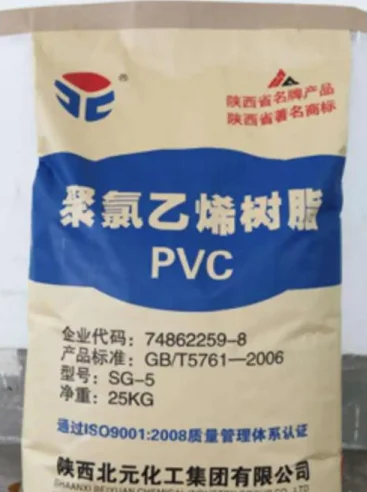 ®
陕西省名牌产品
陕西省著名商标
聚氯乙烯树脂
PVC
企业代码：74862259-8
产品标准：GB/T5761—2006
型号：SG-5
净重：25KG
通过ISO9001:2008质量管理体系认证
陕西北元化工集团有限公司
SHAANXI BEIYUAN CHEMICAL